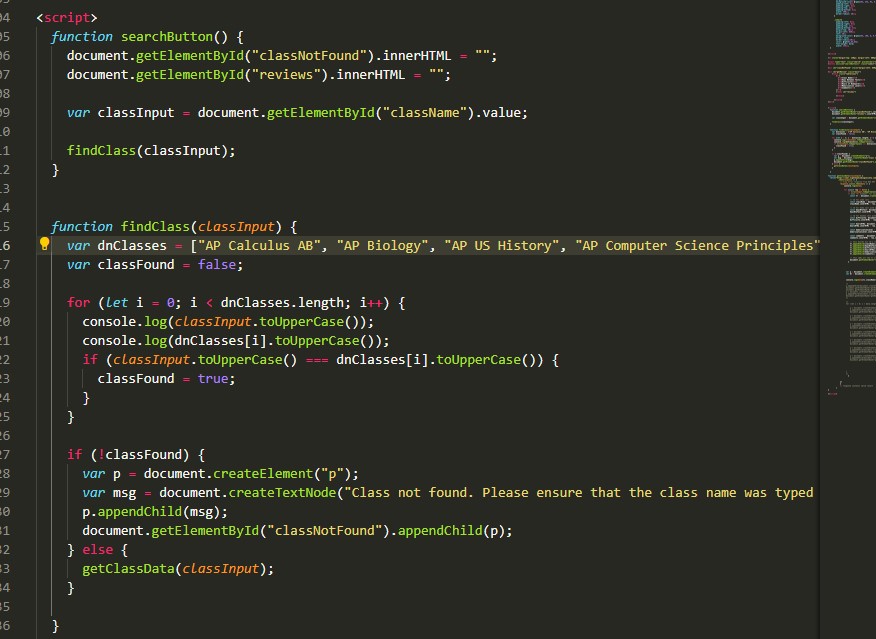 04 <script>
05 function searchButton() {
06 document.getElementById("classNotFound").innerHTML = "";
07 document.getElementById("reviews").innerHTML = "";
08
09 var classInput = document.getElementById("className").value;
10
11 findClass(classInput);
12 }
13
14
15 function findClass(classInput) {
16 var dnClasses = ["AP Calculus AB", "AP Biology", "AP US History", "AP Computer Science Principles"
17 var classFound = false;
18
19 for (let i = 0; i < dnClasses.length; i++) {
20 console.log(classInput.toUpperCase());
21 console.log(dnClasses[i].toUpperCase());
22 if (classInput.toUpperCase() === dnClasses[i].toUpperCase()) {
23 classFound = true;
24 }
25 }
26
27 if (!classFound) {
28 var p = document.createElement("p");
29 var msg = document.createTextNode("Class not found. Please ensure that the class name was typed
30 p.appendChild(msg);
31 document.getElementById("classNotFound").appendChild(p);
32 } else {
33 getClassData(classInput);
34 }
35
36 }